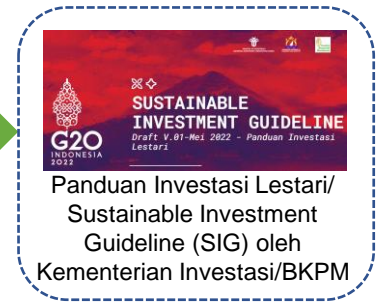 SUSTAINABLE
INVESTMENT GUIDELINE
Draft V.01-Mei 2022 - Panduan Investasi
Lestari
G20
INDONESIA
2022
Panduan Investasi Lestari/
Sustainable Investment
Guideline (SIG) oleh
Kementerian Investasi/BKPM